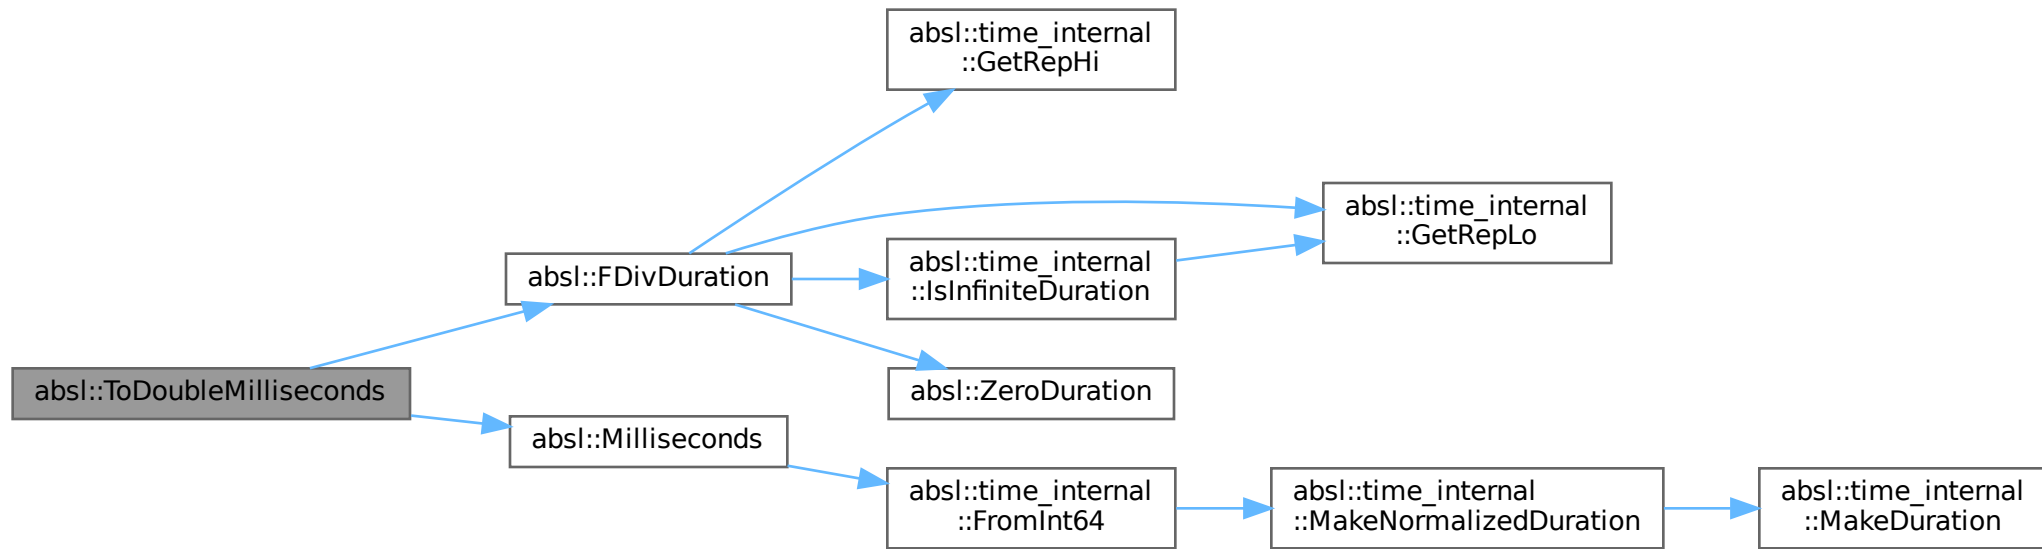 absl::time_internal
::GetRepHi
absl::time_internal
::GetRepLo
absl::FDivDuration
absl::time_internal
::IsInfiniteDuration
absl::ToDoubleMilliseconds
absl::ZeroDuration
absl::Milliseconds
absl::time_internal
::FromInt64
absl::time_internal
::MakeNormalizedDuration
absl::time_internal
::MakeDuration